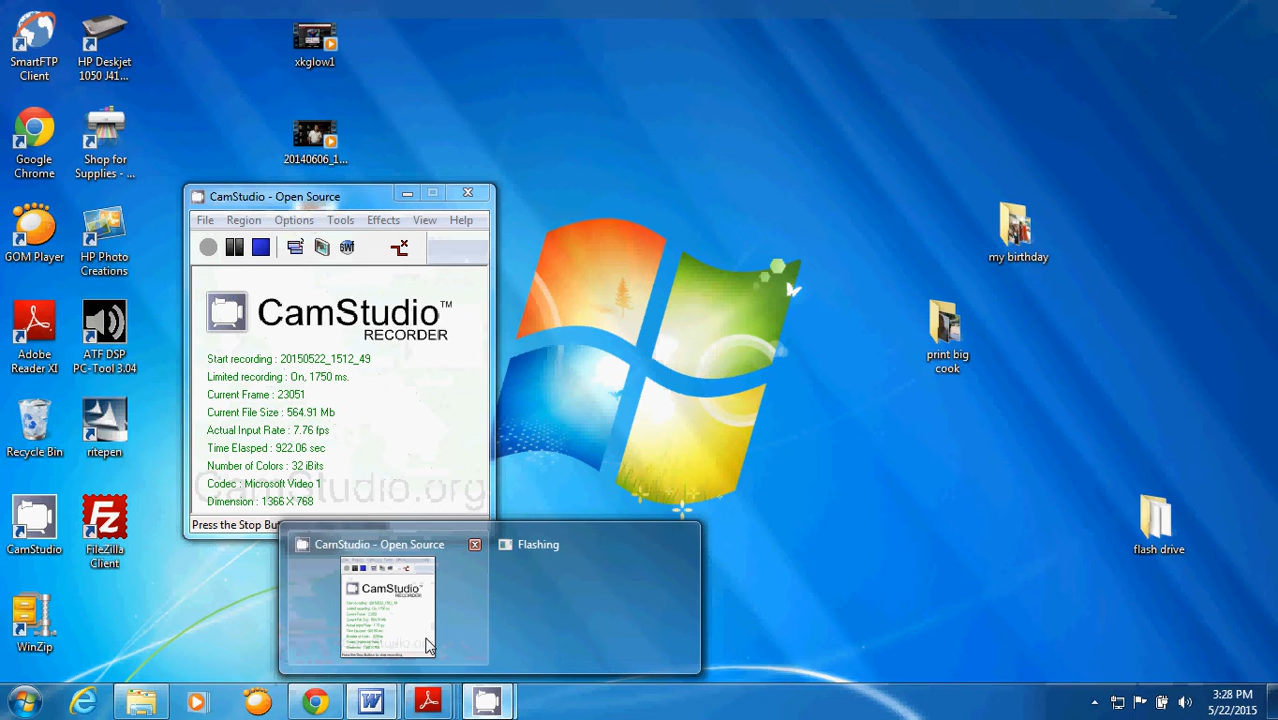 SmartFTP
Client
HP Deskjet
1050 J41...
xkglow1
Google
Chrome
Shop for
Supplies - ...
20140606_1...
GOM Player
HP Photo
Creations
Adobe
Reader XI
ATF DSP
PC-Tool 3.04
Recycle Bin
ritepen
CamStudio
FileZilla
Client
WinZip
CamStudio - Open Source
File Region Options Tools Effects View Help
SWF
CamStudio™
RECORDER
Start recording : 20150522_1512_49
Limited recording : On, 1750 ms.
Current Frame : 23051
Current File Size : 564.91 Mb
Actual Input Rate : 7.76 fps
Time Elasped : 922.06 sec
Number of Colors : 32 iBits
Codec : Microsoft Video 1
Dimension : 1366 X 768
CamStudio.org
Press the Stop
my birthday
print big
cook
flash drive
CamStudio - Open Source
Flashing
CamStudio
3:28 PM
5/22/2015